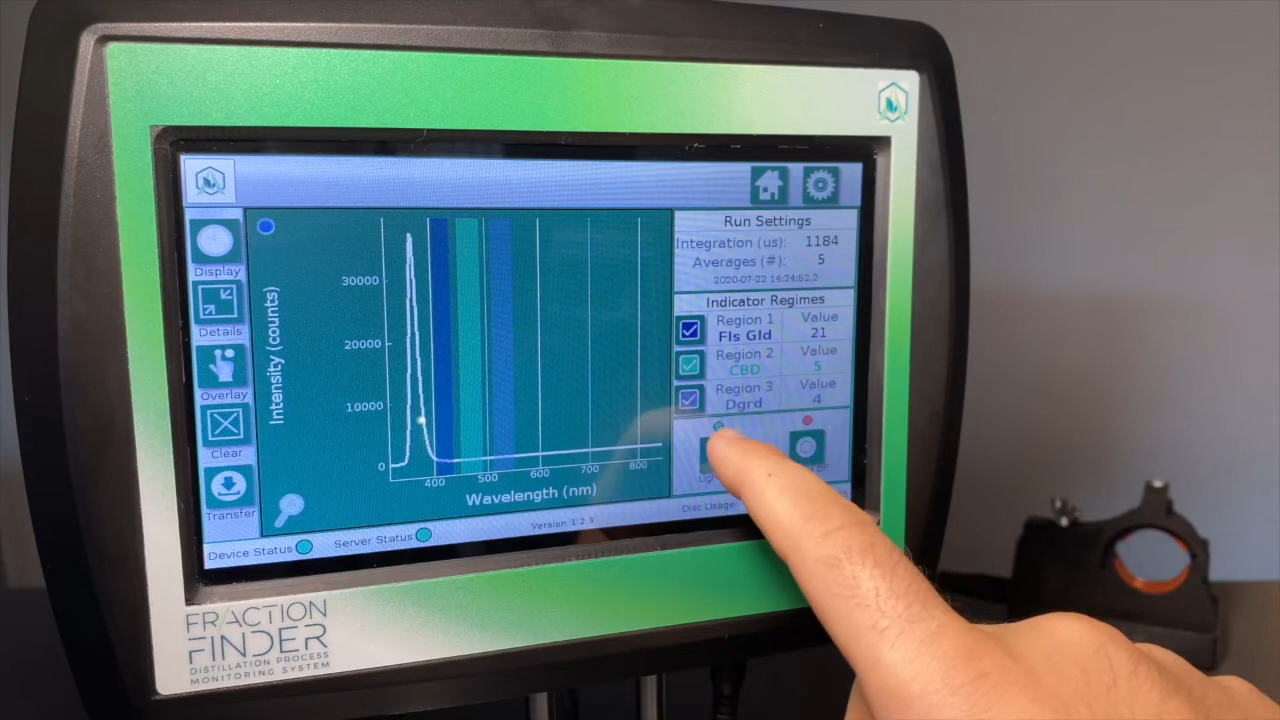 Display
Details
Overlay
Clear
Transfer
Intensity (counts)
30000
20000
10000
0
400
500
600
700
800
Wavelength (nm)
Run Settings
Integration (us): 1184
Averages (#): 5
2020-07-22 14:24:52.2
Indicator Regimes
Region 1 Value
Fls Gld 21
Region 2 Value
CBD 5
Region 3 Value
Dgrd 4
Disc Usage:
Device Status
Server Status
Version: 1.2.3
FRACTION
FINDER
DISTILLATION PROCESS
MONITORING SYSTEM